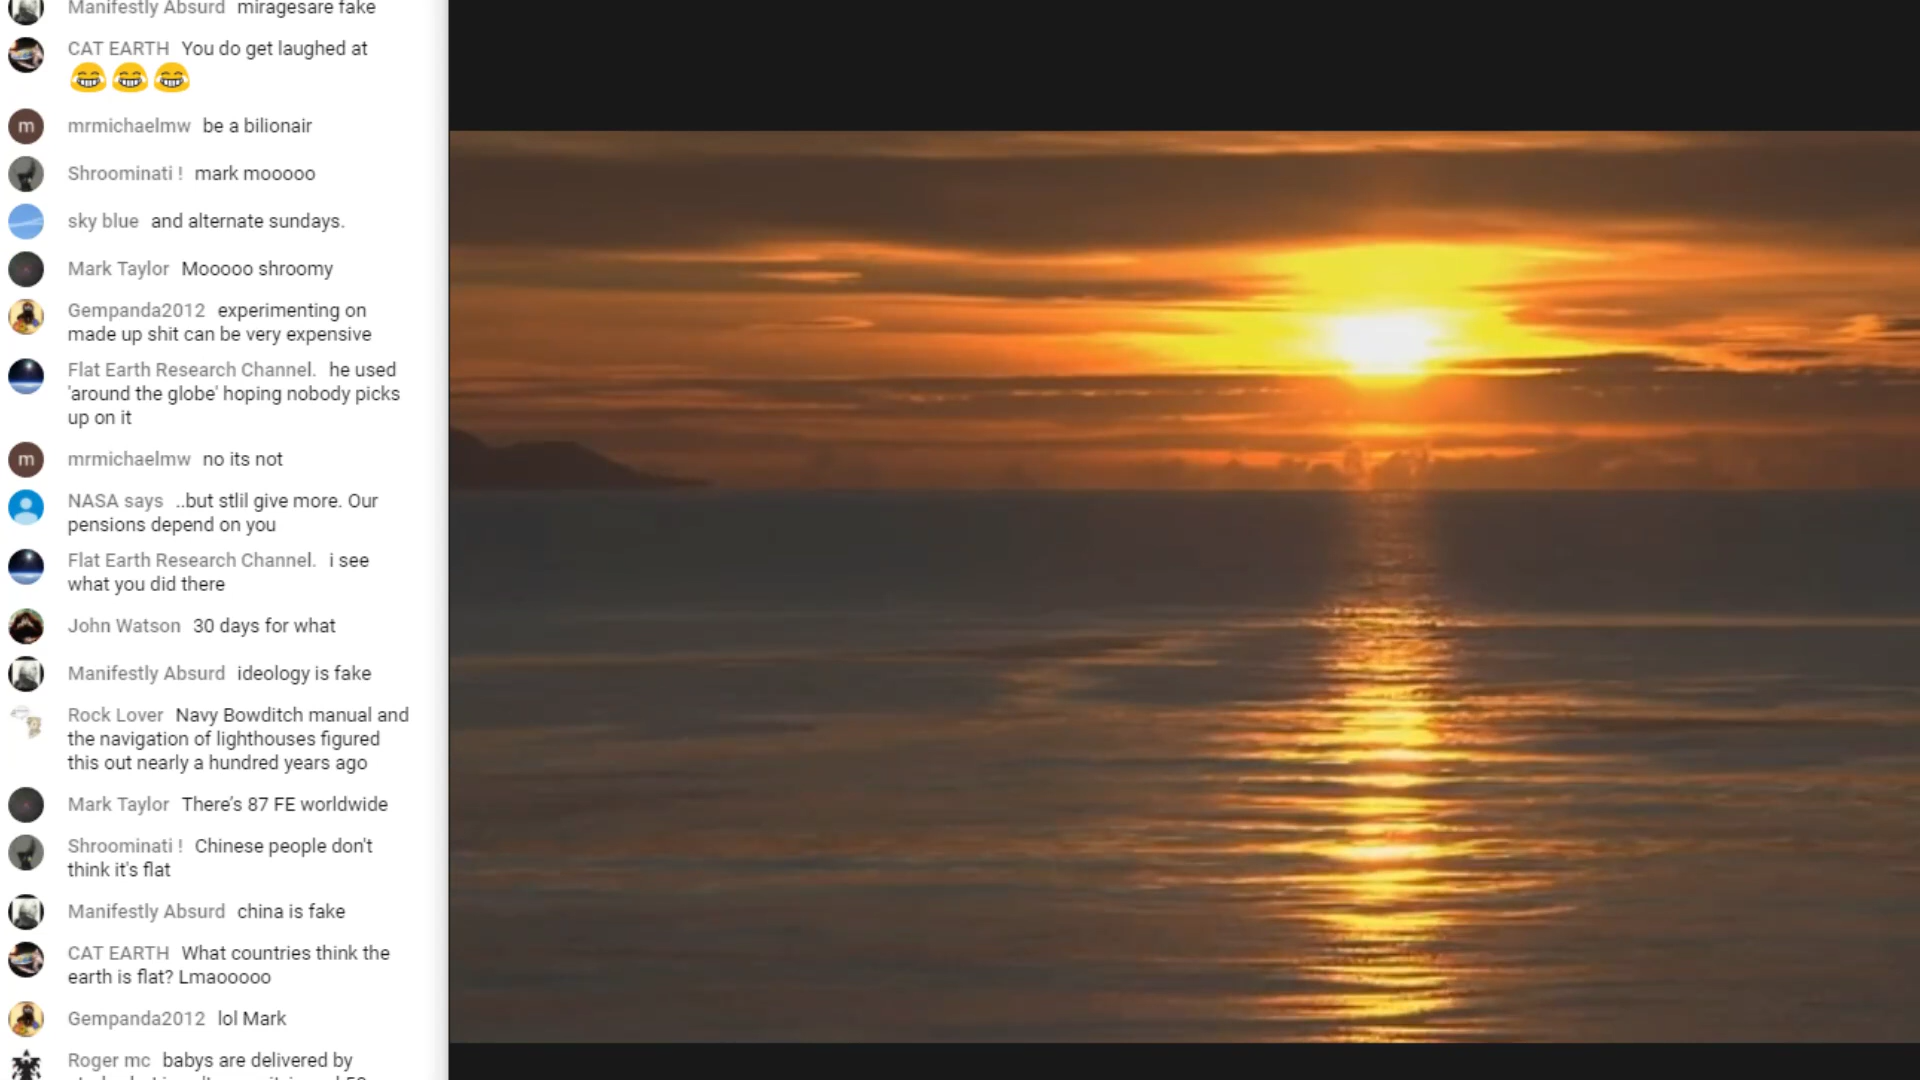 Manifestly Absurd miragesare fake
CAT EARTH You do get laughed at
mrmichaelmw be a bilionair
Shroominati ! mark mooooo
sky blue and alternate sundays.
Mark Taylor Mooooo shroomy
Gempanda2012 experimenting on
made up shit can be very expensive
Flat Earth Research Channel. he used
'around the globe' hoping nobody picks
up on it
m mrmichaelmw no its not
NASA says ..but stlil give more. Our
pensions depend on you
Flat Earth Research Channel. i see
what you did there
John Watson 30 days for what
Manifestly Absurd ideology is fake
Rock Lover Navy Bowditch manual and
the navigation of lighthouses figured
this out nearly a hundred years ago
Mark Taylor There's 87 FE worldwide
Shroominati ! Chinese people don't
think it's flat
Manifestly Absurd china is fake
CAT EARTH What countries think the
earth is flat? Lmaooooo
Gempanda2012 lol Mark
Roger mc babys are delivered by